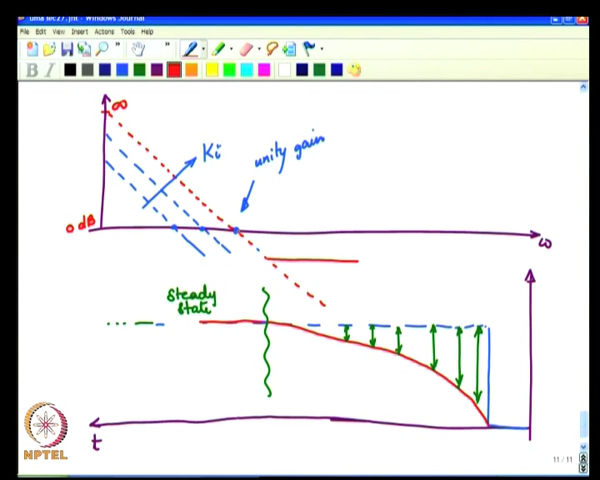 uma lec27.jnt - Windows Journal
File Edit View Insert Actions Tools Help
B I
∞
Ki
unity gain
0 dB
ω
steady
state
t
NPTEL
11 / 11